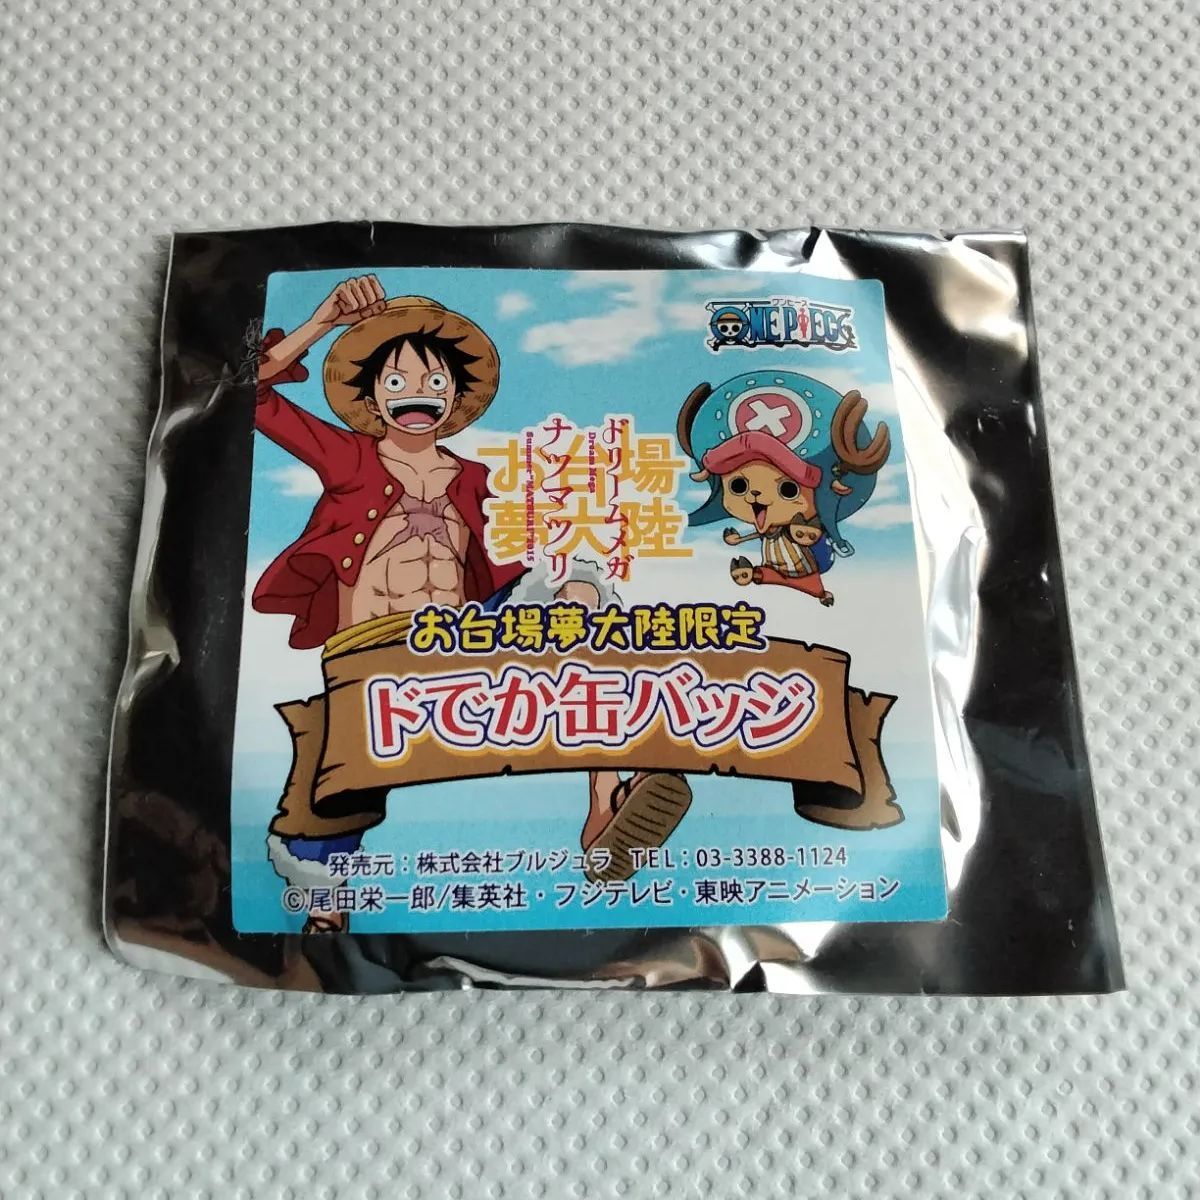 ワンピース
ONE PIECE
お台場
夢大陸
ドリームメガ
Dream Mega
ナツマツリ
Summer "NATSU" 2015
お台場夢大陸限定
ドでか缶バッジ
発売元:株式会社ブルジュラ TEL:03-3388-1124
©尾田栄一郎/集英社・フジテレビ・東映アニメーション